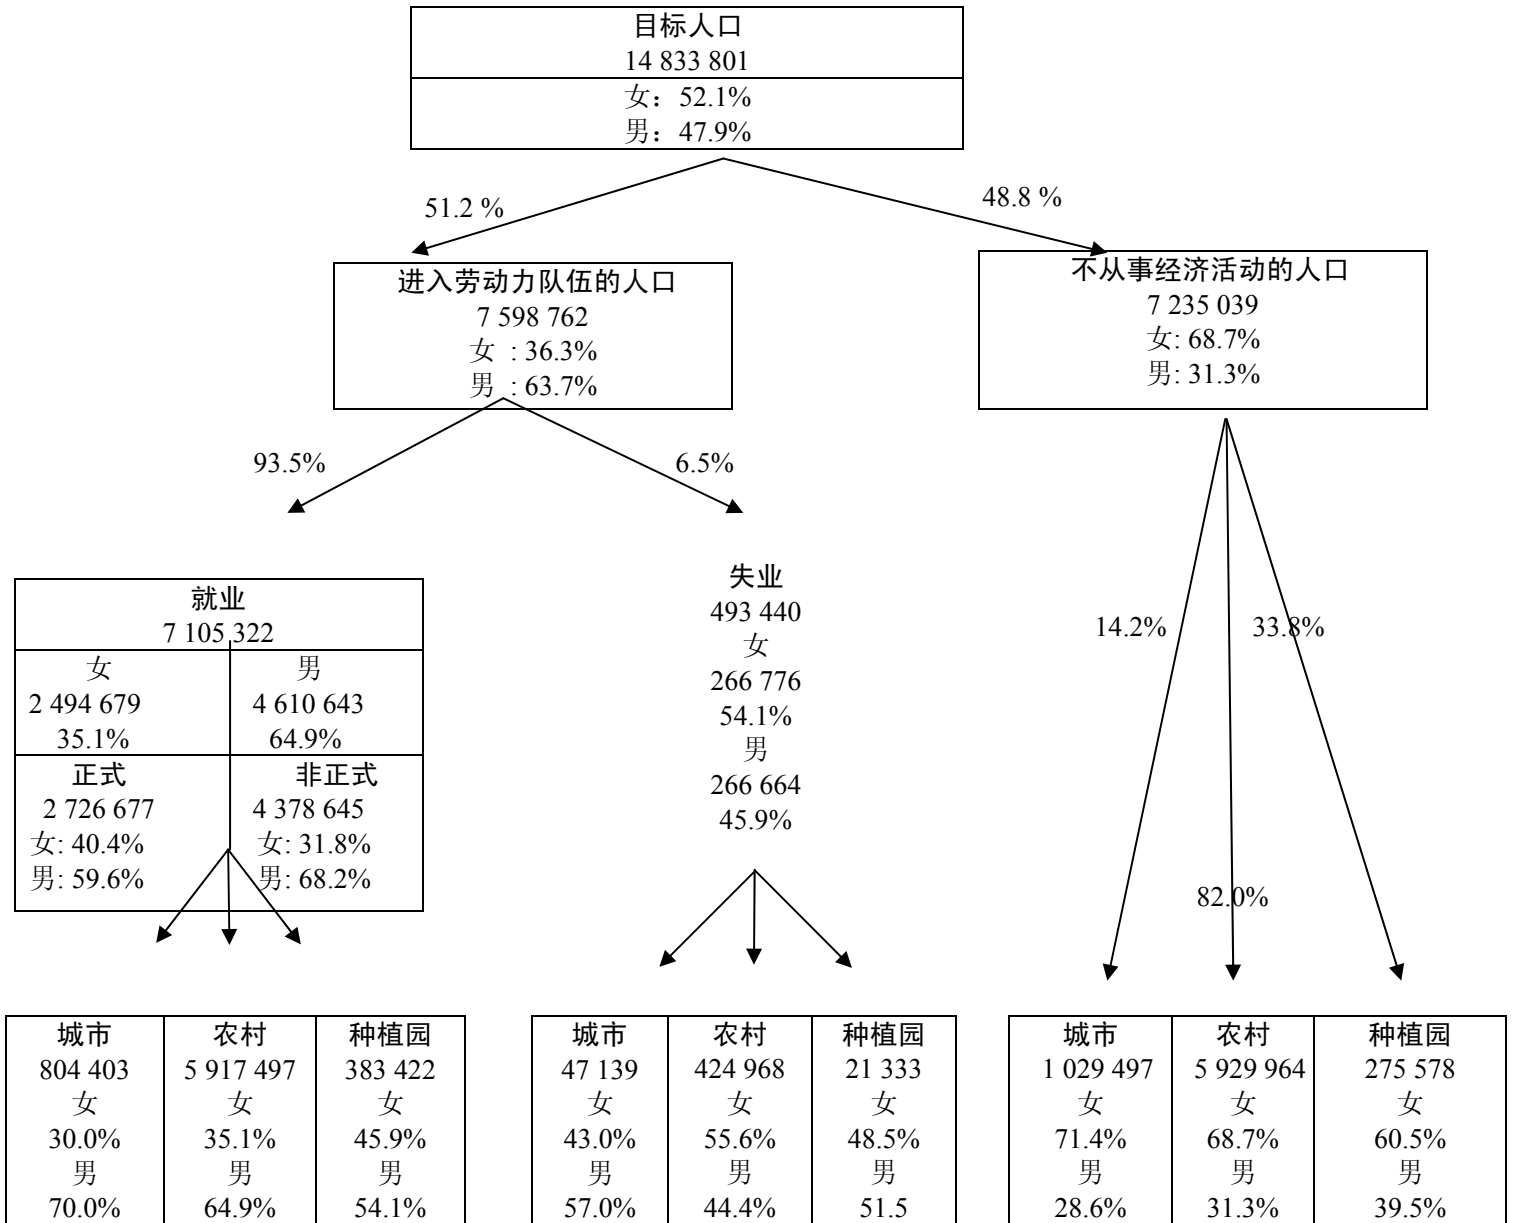 目标人口
14 833 801
女：52.1%
男：47.9%
51.2 %
48.8 %
进入劳动力队伍的人口
7 598 762
女 : 36.3%
男 : 63.7%
不从事经济活动的人口
7 235 039
女: 68.7%
男: 31.3%
93.5%
6.5%
就业
7 105 322
女
2 494 679
35.1%
男
4 610 643
64.9%
正式
2 726 677
女: 40.4%
男: 59.6%
非正式
4 378 645
女: 31.8%
男: 68.2%
失业
493 440
女
266 776
54.1%
男
266 664
45.9%
14.2%
33.8%
82.0%
城市
804 403
女
30.0%
男
70.0%
农村
5 917 497
女
35.1%
男
64.9%
种植园
383 422
女
45.9%
男
54.1%
城市
47 139
女
43.0%
男
57.0%
农村
424 968
女
55.6%
男
44.4%
种植园
21 333
女
48.5%
男
51.5
城市
1 029 497
女
71.4%
男
28.6%
农村
5 929 964
女
68.7%
男
31.3%
种植园
275 578
女
60.5%
男
39.5%